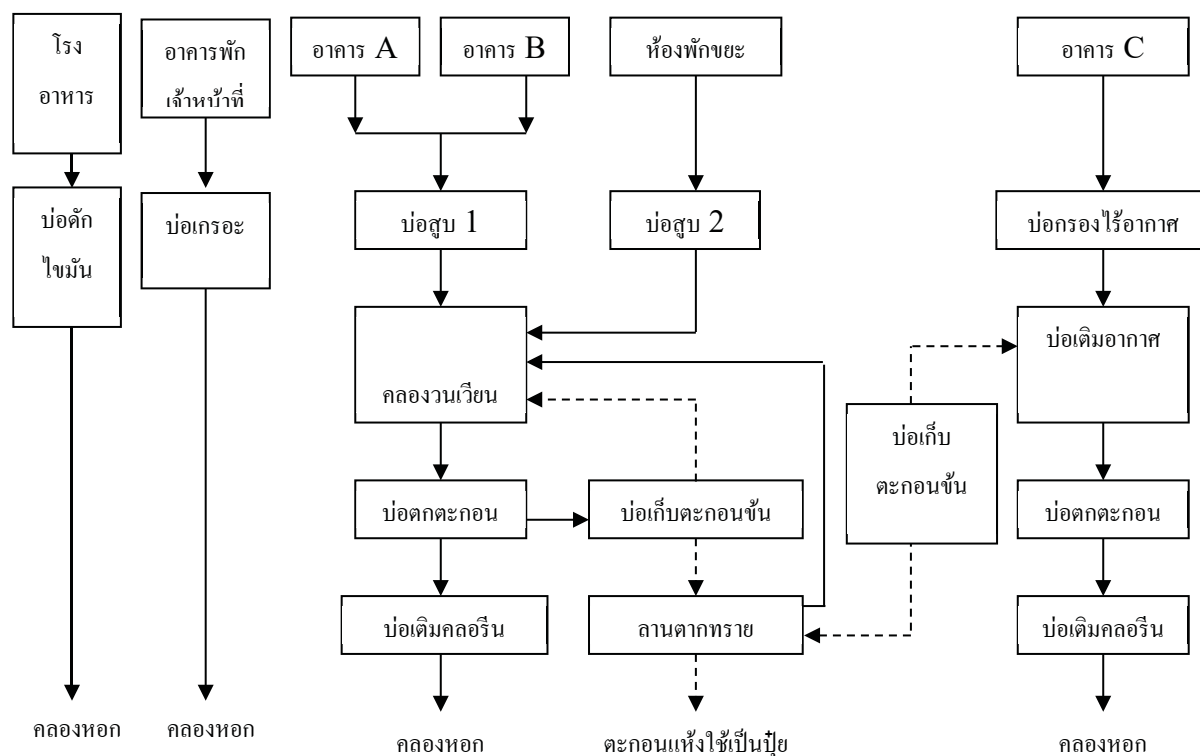 โรง
อาหาร
อาคารพัก
เจ้าหน้าที่
อาคาร A
อาคาร B
ห้องพักขยะ
อาคาร C
บ่อดัก
ไขมัน
บ่อเกรอะ
บ่อสูบ 1
บ่อสูบ 2
บ่อกรองไร้อากาศ
คลองวนเวียน
บ่อเติมอากาศ
บ่อเก็บ
ตะกอนข้น
บ่อตกตะกอน
บ่อเก็บตะกอนข้น
บ่อตกตะกอน
บ่อเติมคลอรีน
ลานตากทราย
บ่อเติมคลอรีน
คลองหอก
คลองหอก
คลองหอก
ตะกอนแห้งใช้เป็นปุ๋ย
คลองหอก